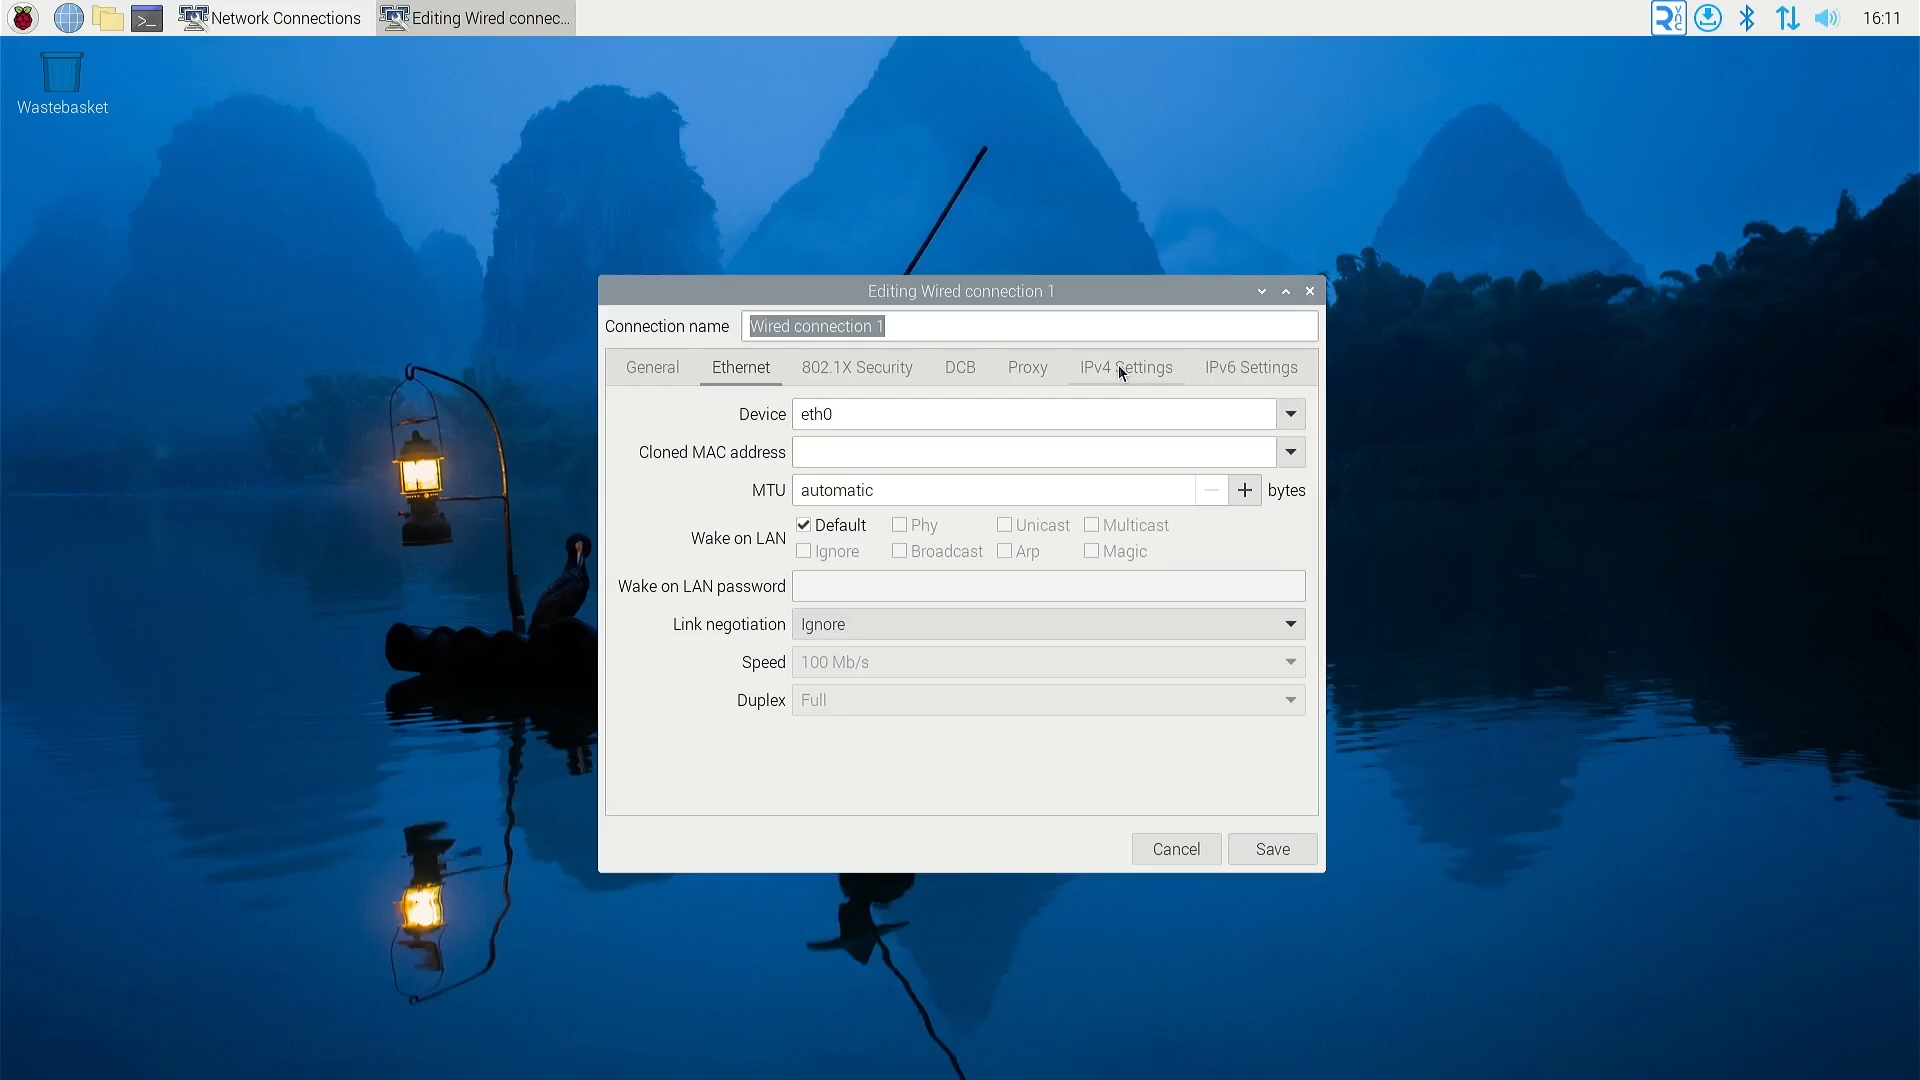 Network Connections
Editing Wired connec...
VNC
16:11
Wastebasket
Editing Wired connection 1
Connection name
Wired connection 1
General
Ethernet
802.1X Security
DCB
Proxy
IPv4 Settings
IPv6 Settings
Device
eth0
Cloned MAC address
MTU
automatic
bytes
Wake on LAN
Default
Phy
Unicast
Multicast
Ignore
Broadcast
Arp
Magic
Wake on LAN password
Link negotiation
Ignore
Speed
100 Mb/s
Duplex
Full
Cancel
Save